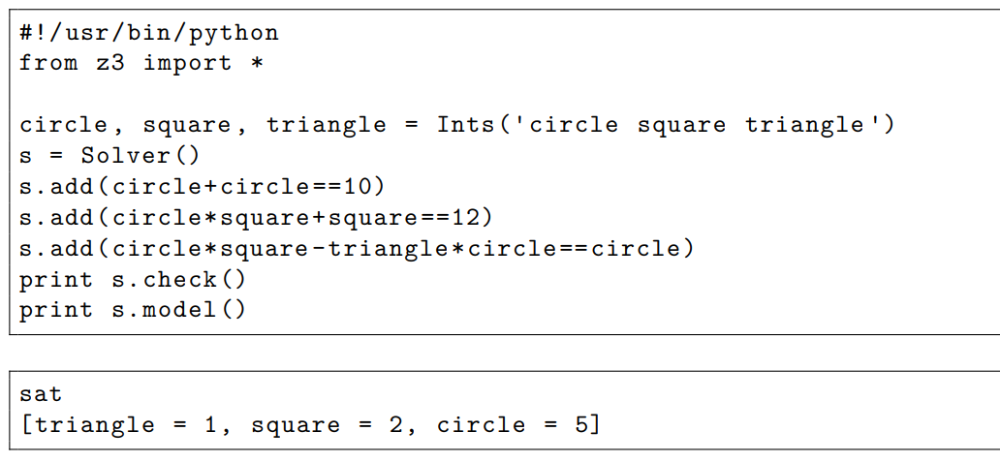 #!/usr/bin/python
from z3 import *
circle, square, triangle = Ints('circle square triangle')
s = Solver()
s.add(circle+circle==10)
s.add(circle*square+square==12)
s.add(circle*square-triangle*circle==circle)
print s.check()
print s.model()
sat
[triangle = 1, square = 2, circle = 5]